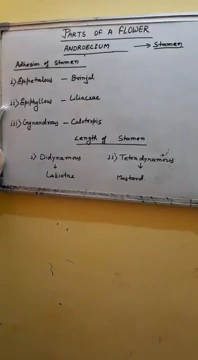 PARTS OF A FLOWER
ANDROECIUM → Stamen
Adhesion of Stamen
i) Epipetalous - Brinjal
ii) Epiphyllous - Liliaceae
iii) Gynandrous - Calotropis
Length of Stamen
i) Didynamous ii) Tetradynamous
↓ ↓
Labiatae Mustard